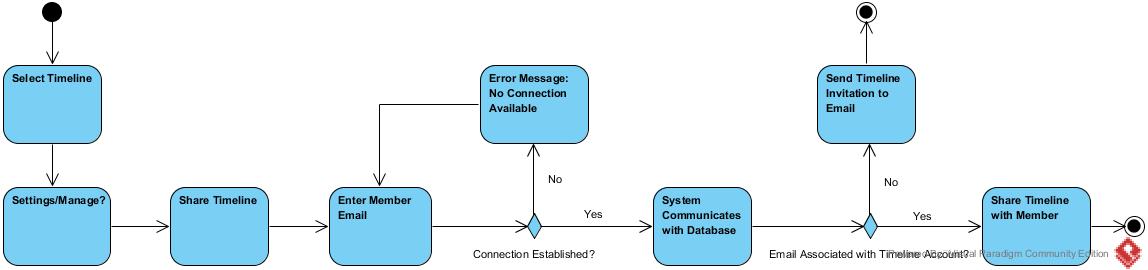 Select Timeline
Error Message:
No Connection
Available
Send Timeline
Invitation to
Email
No
No
Settings/Manage?
Share Timeline
Enter Member
Email
Yes
System
Communicates
with Database
Yes
Share Timeline
with Member
Connection Established?
Email Associated with Timeline Account?
Powered By Visual Paradigm Community Edition